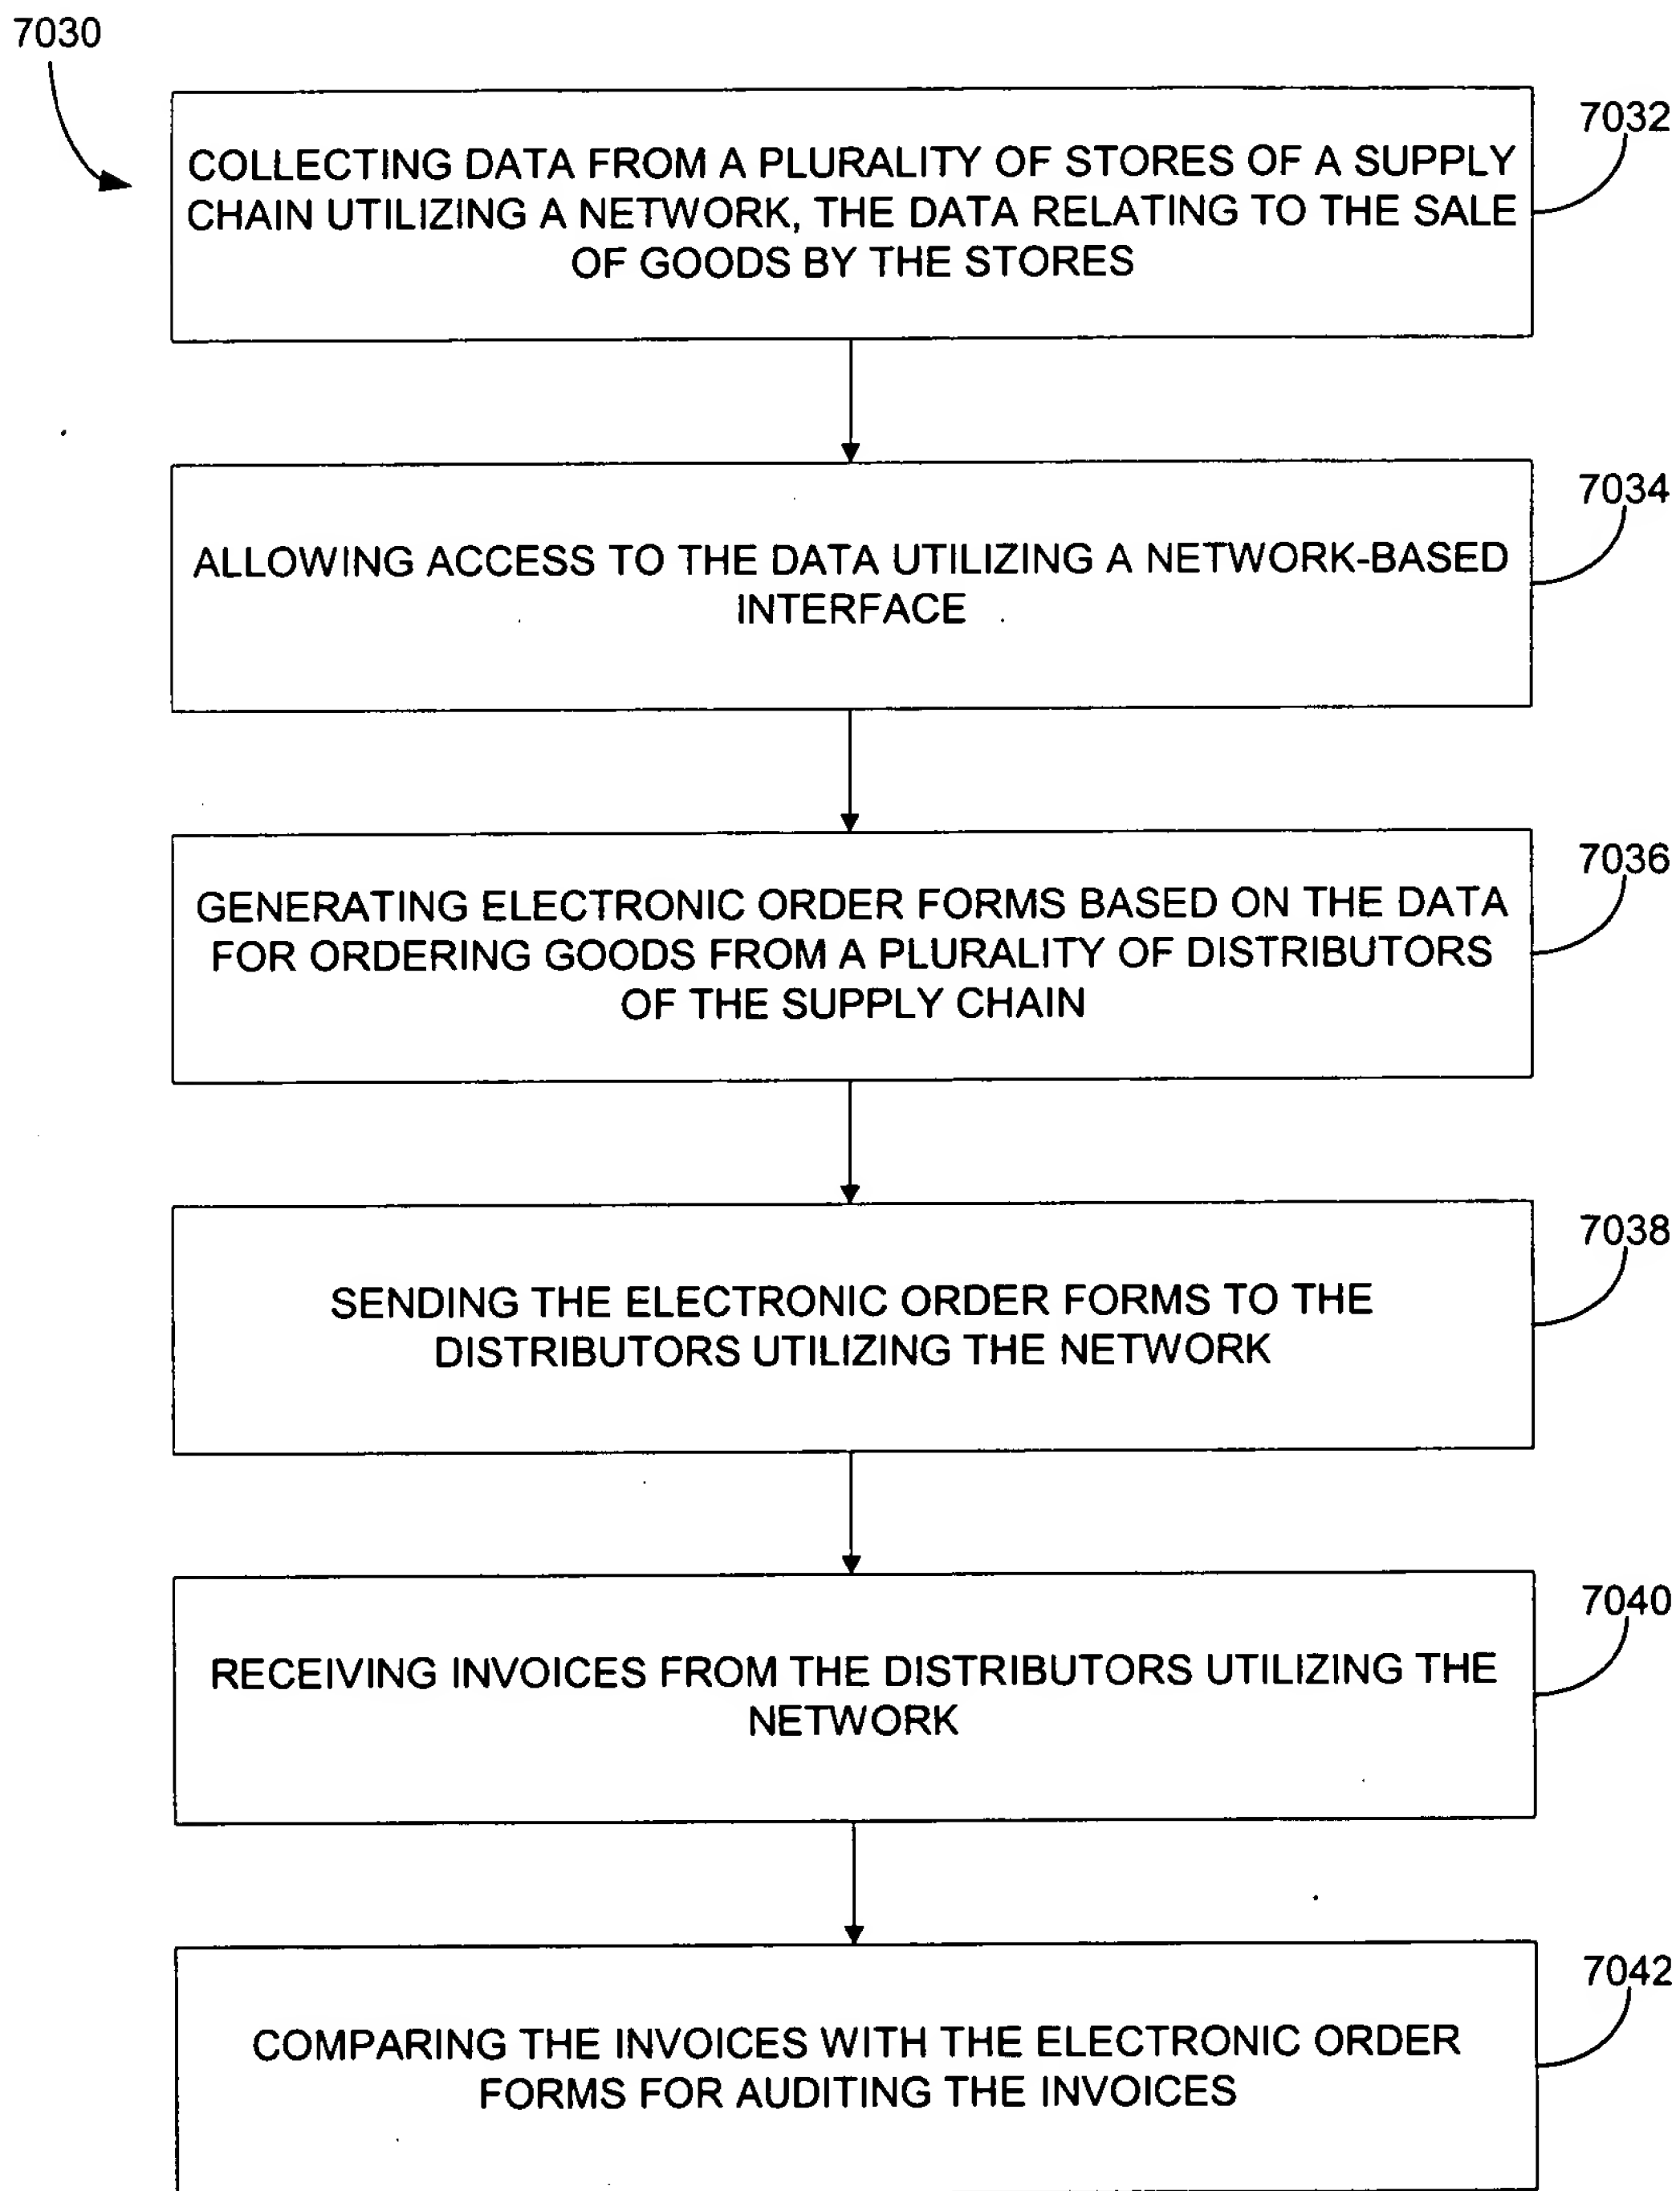 7030
7032
COLLECTING DATA FROM A PLURALITY OF STORES OF A SUPPLY
CHAIN UTILIZING A NETWORK, THE DATA RELATING TO THE SALE
OF GOODS BY THE STORES
7034
ALLOWING ACCESS TO THE DATA UTILIZING A NETWORK-BASED
INTERFACE
7036
GENERATING ELECTRONIC ORDER FORMS BASED ON THE DATA
FOR ORDERING GOODS FROM A PLURALITY OF DISTRIBUTORS
OF THE SUPPLY CHAIN
7038
SENDING THE ELECTRONIC ORDER FORMS TO THE
DISTRIBUTORS UTILIZING THE NETWORK
7040
RECEIVING INVOICES FROM THE DISTRIBUTORS UTILIZING THE
NETWORK
7042
COMPARING THE INVOICES WITH THE ELECTRONIC ORDER
FORMS FOR AUDITING THE INVOICES